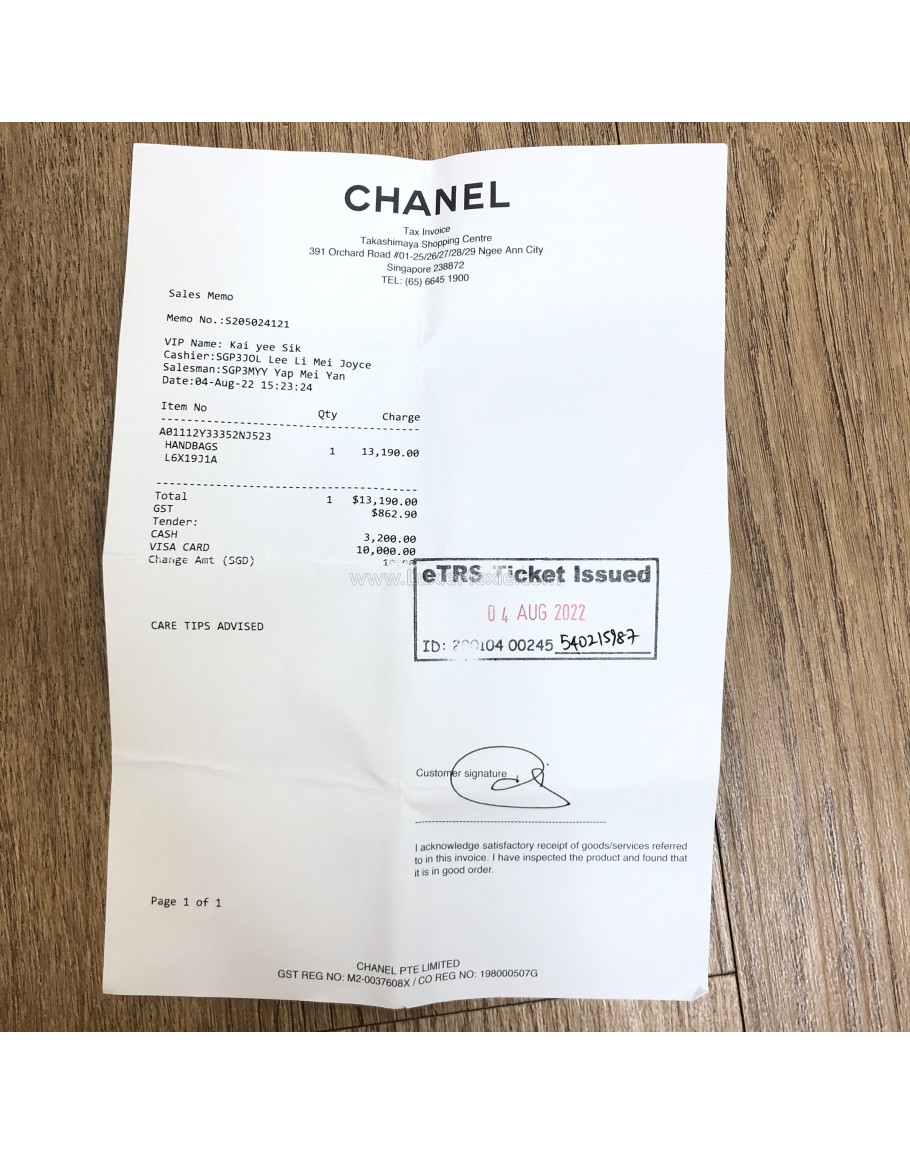 CHANEL
Tax Invoice
Takashimaya Shopping Centre
391 Orchard Road #01-25/26/27/28/29 Ngee Ann City
Singapore 238872
TEL: (65) 6645 1900
Sales Memo
Memo No.:S205024121
VIP Name: Kai yee Sik
Cashier:SGP3JOL Lee Li Mei Joyce
Salesman:SGP3MYY Yap Mei Yan
Date:04-Aug-22 15:23:24
Item No Qty Charge
A01112Y33352NJ523
HANDBAGS 1 13,190.00
L6X19J1A
Total 1 $13,190.00
GST $862.90
Tender:
CASH 3,200.00
VISA CARD 10,000.00
Change Amt (SGD)
eTRS Ticket Issued
04 AUG 2022
ID: 04 00245 540215987
CARE TIPS ADVISED
Customer signature
I acknowledge satisfactory receipt of goods/services referred
to in this invoice. I have inspected the product and found that
it is in good order.
Page 1 of 1
CHANEL PTE LIMITED
GST REG NO: M2-0037608X / CO REG NO: 198000507G